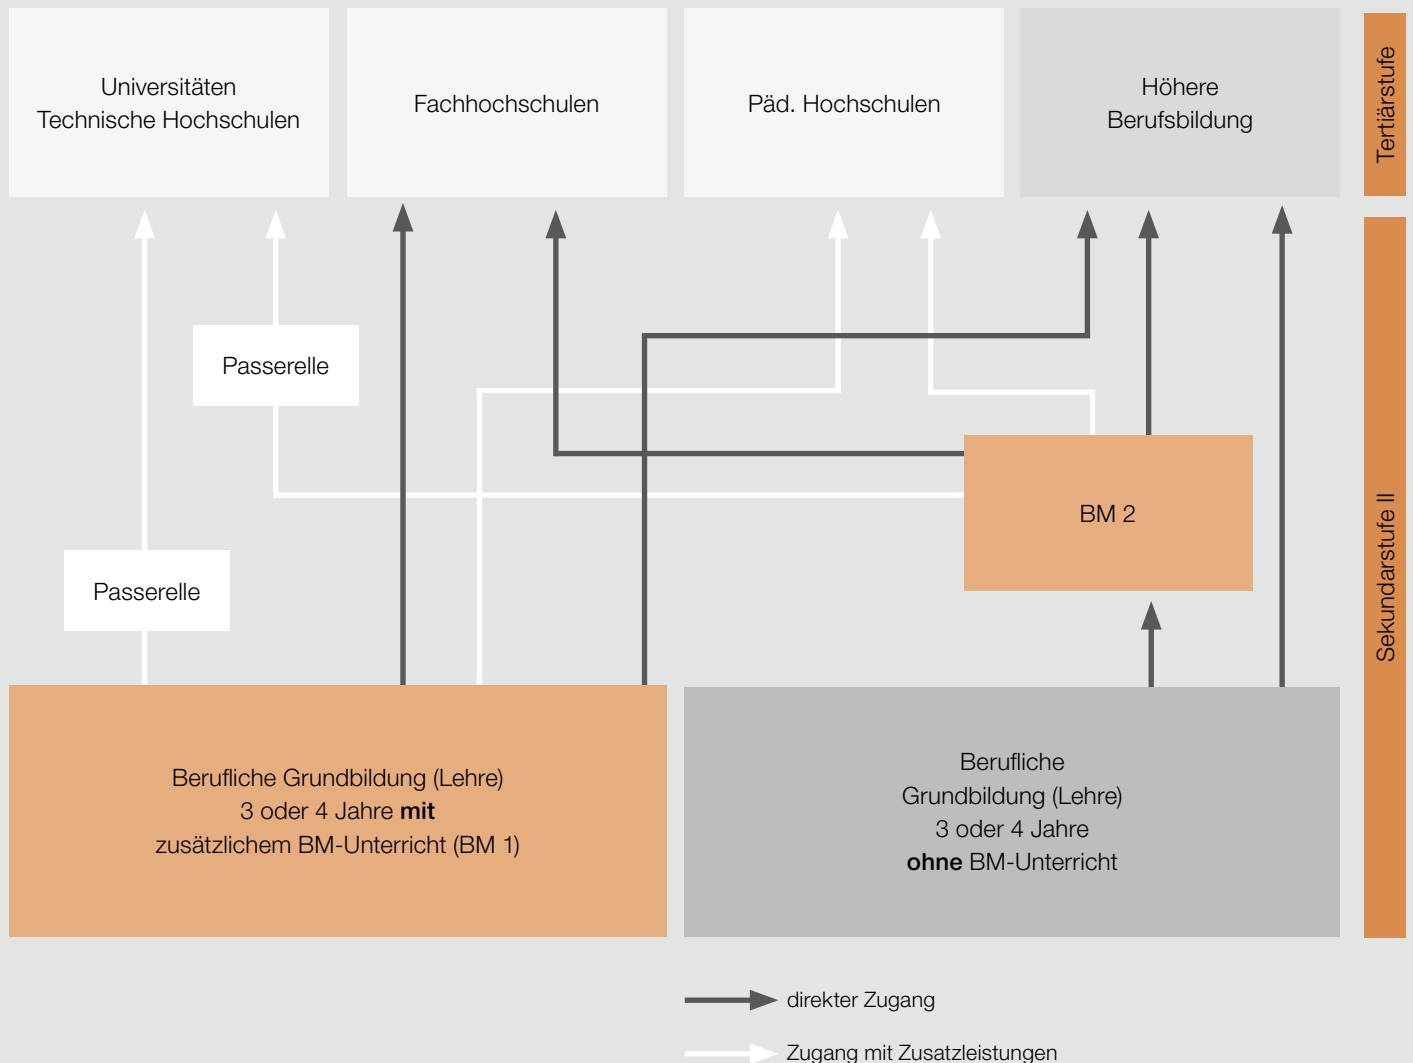 Universitäten
Technische Hochschulen
Fachhochschulen
Päd. Hochschulen
Höhere
Berufsbildung
Tertiärstufe
Passerelle
BM 2
Passerelle
Sekundarstufe II
Berufliche Grundbildung (Lehre)
3 oder 4 Jahre mit
zusätzlichem BM-Unterricht (BM 1)
Berufliche
Grundbildung (Lehre)
3 oder 4 Jahre
ohne BM-Unterricht
direkter Zugang
Zugang mit Zusatzleistungen